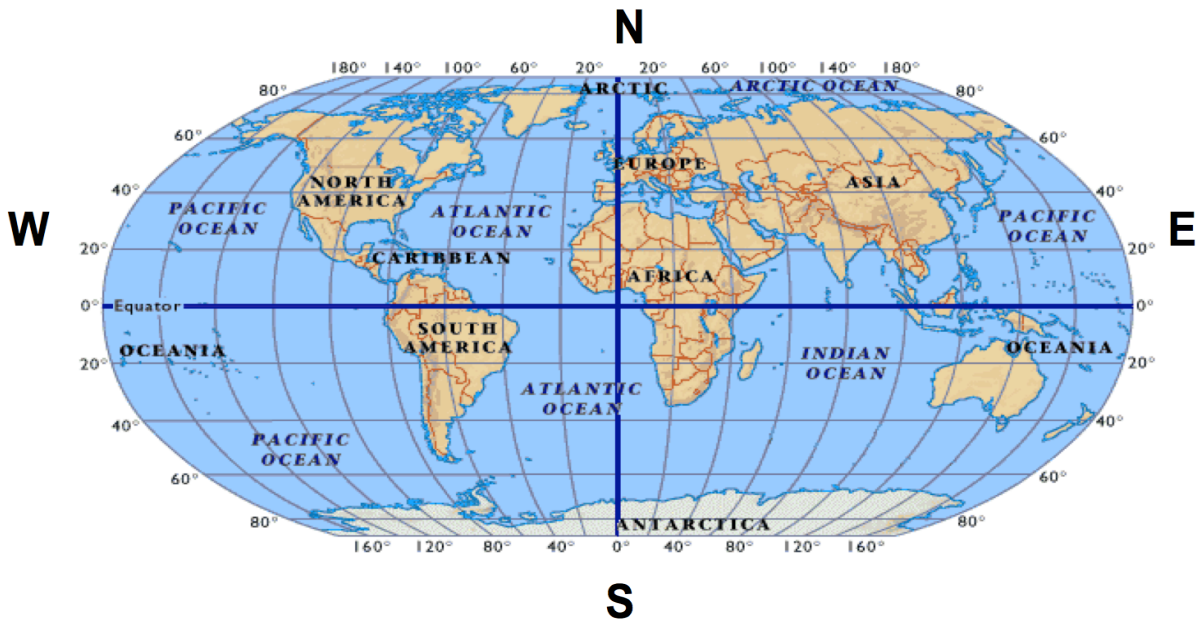 N
180° 140° 100° 60° 20° 20° 60° 100° 140° 180°
80° ARCTIC ARCTIC OCEAN 80°
60° 60°
EUROPE
NORTH
AMERICA
ASIA
40° 40°
PACIFIC
OCEAN
ATLANTIC
OCEAN
PACIFIC
OCEAN
W
E
20° 20°
CARIBBEAN
AFRICA
0° Equator 0°
SOUTH
AMERICA
OCEANIA
OCEANIA
INDIAN
OCEAN
20° 20°
ATLANTIC
OCEAN
40° 40°
PACIFIC
OCEAN
60° 60°
80° ANTARCTICA 80°
160° 120° 80° 40° 0° 40° 80° 120° 160°
S